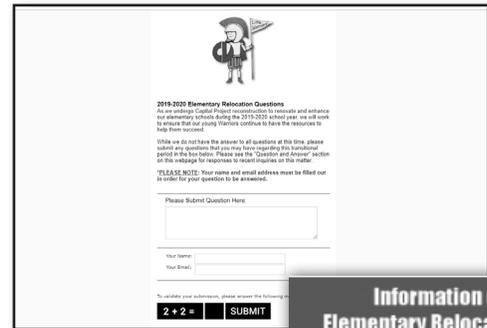 2019-2020 Elementary Relocation Questions
As we undergo Capital Project reconstruction to renovate and enhance
our elementary schools during the 2019-2020 school year, we will work
to ensure that our young Warriors continue to have the resources to
help them succeed.
While we do not have the answer to all questions at this time, please
submit any questions that you may have regarding this transitional
period in the box below. Please see the "Question and Answer" section
on this webpage for responses to recent inquiries on this matter.
*PLEASE NOTE: Your name and email address must be filled out
in order for your question to be answered.
Please Submit Question Here:
Your Name:
Your Email:
To validate your submission, please answer the following
2 + 2 = SUBMIT
Information
Elementary